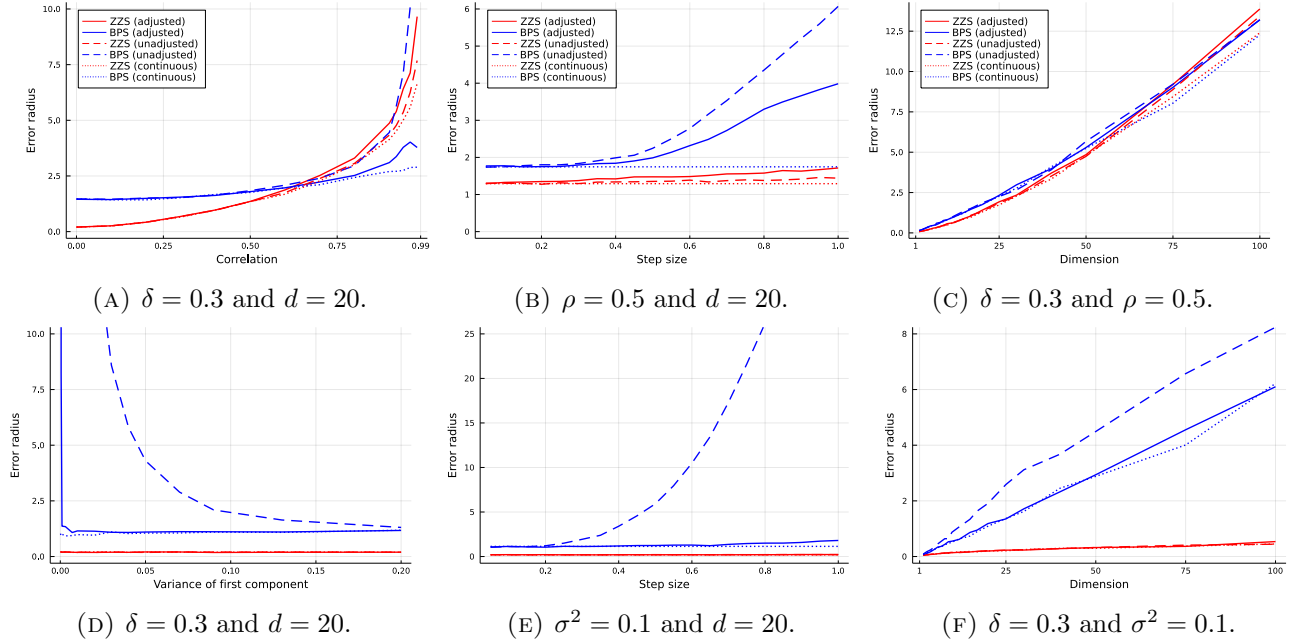 10.0
7.5
5.0
2.5
0.0
Error radius
ZZS (adjusted)
BPS (adjusted)
ZZS (unadjusted)
BPS (unadjusted)
ZZS (continuous)
BPS (continuous)
0.00
0.25
0.50
0.75
0.99
Correlation
(A) δ = 0.3 and d = 20.
6
5
4
3
2
1
0
Error radius
ZZS (adjusted)
BPS (adjusted)
ZZS (unadjusted)
BPS (unadjusted)
ZZS (continuous)
BPS (continuous)
0.2
0.4
0.6
0.8
1.0
Step size
(B) ρ = 0.5 and d = 20.
12.5
10.0
7.5
5.0
2.5
0.0
Error radius
ZZS (adjusted)
BPS (adjusted)
ZZS (unadjusted)
BPS (unadjusted)
ZZS (continuous)
BPS (continuous)
1
25
50
75
100
Dimension
(C) δ = 0.3 and ρ = 0.5.
10.0
7.5
5.0
2.5
0.0
Error radius
0.00
0.05
0.10
0.15
0.20
Variance of first component
(D) δ = 0.3 and d = 20.
25
20
15
10
5
0
Error radius
0.2
0.4
0.6
0.8
1.0
Step size
(E) σ² = 0.1 and d = 20.
8
6
4
2
0
Error radius
1
25
50
75
100
Dimension
(F) δ = 0.3 and σ² = 0.1.